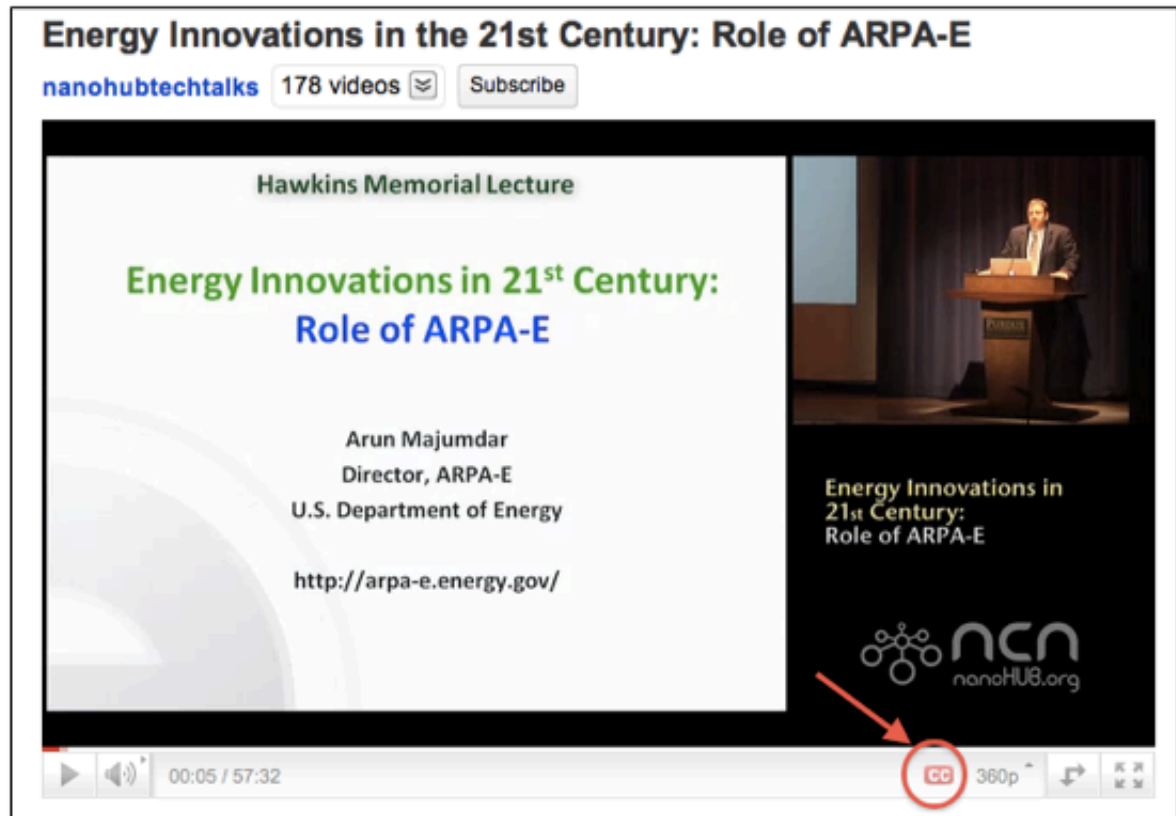 Energy Innovations in the 21st Century: Role of ARPA-E
nanohubtechtalks 178 videos Subscribe
Hawkins Memorial Lecture
Energy Innovations in 21st Century:
Role of ARPA-E
Arun Majumdar
Director, ARPA-E
U.S. Department of Energy
http://arpa-e.energy.gov/
PURDUE
Energy Innovations in
21st Century:
Role of ARPA-E
ncn
nanoHUB.org
00:05 / 57:32 CC 360p